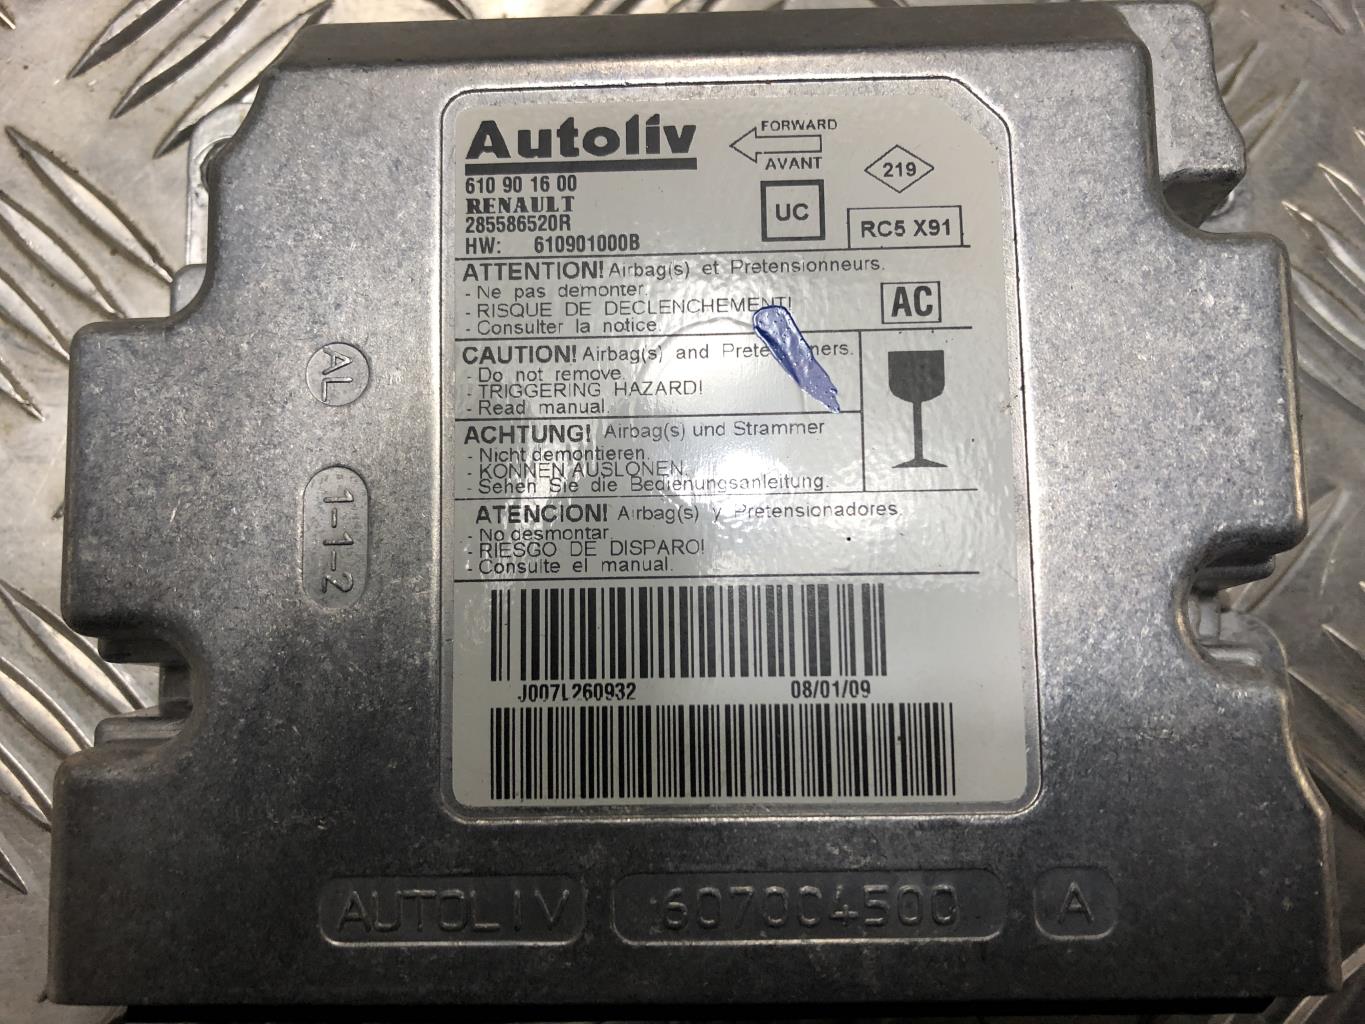 Autoliv
FORWARD
AVANT
219
610 90 16 00
RENAULT
285586520R
HW: 610901000B
UC
RC5 X91
ATTENTION! Airbag(s) et Pretensionneurs.
- Ne pas demonter.
- RISQUE DE DECLENCHEMENT!
- Consulter la notice.
AC
CAUTION! Airbag(s) and
- Do not remove.
- TRIGGERING HAZARD!
- Read manual.
ACHTUNG! Airbag(s) und Strammer
- Nicht demontieren.
- KONNEN AUSLONEN.
- Sehen Sie die Bedienungsanleitung.
ATENCION! Airbag(s) y Pretensionadores.
- No desmontar
- RIESGO DE DISPARO!
- Consulte el manual.
J007L260932 08/01/09
AL
1-1-2
AUTOLIV 607004500 A